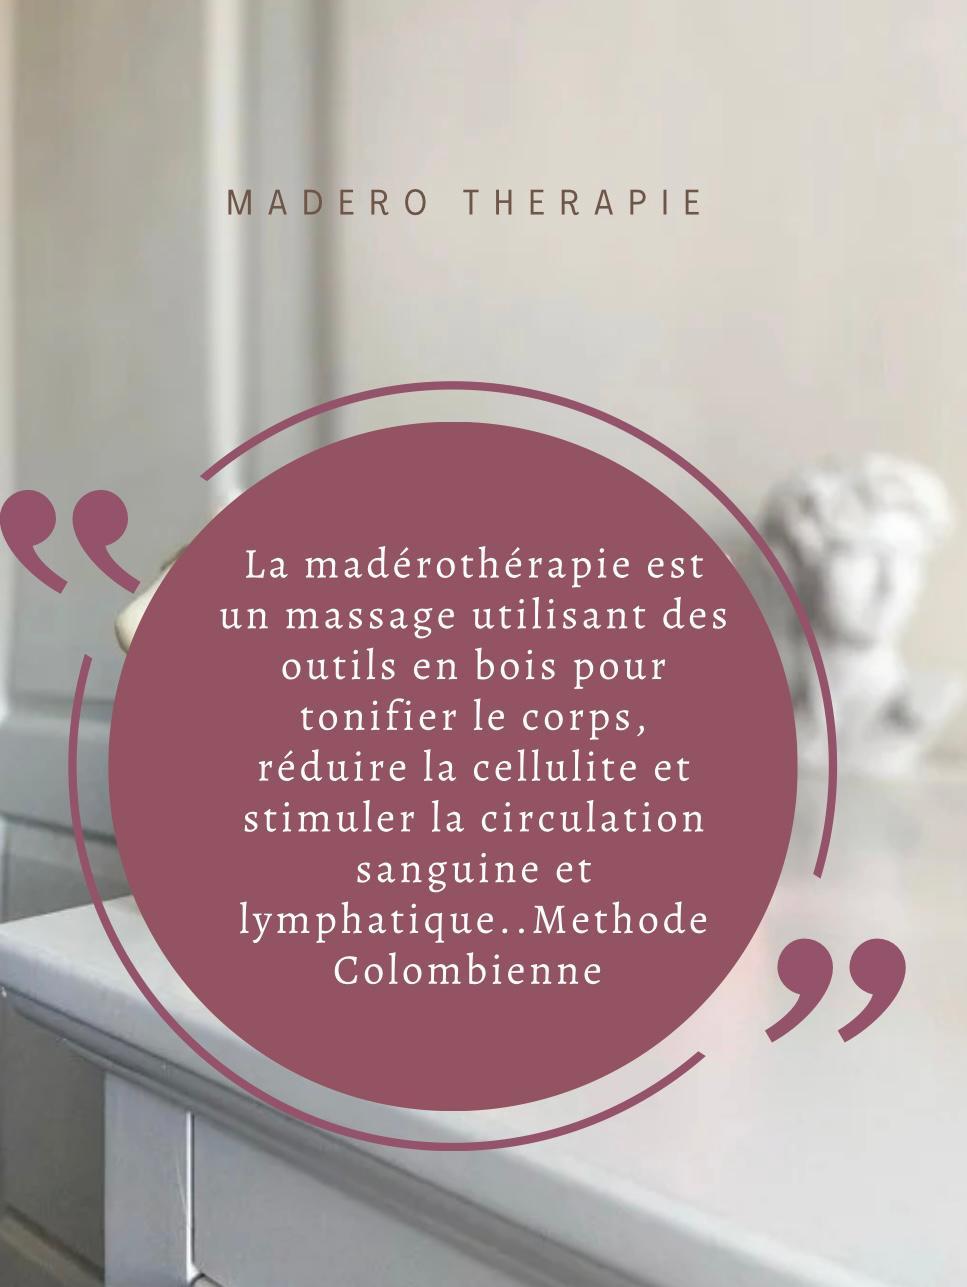 MADERO THERAPIE
La madérothérapie est
un massage utilisant des
outils en bois pour
tonifier le corps,
réduire la cellulite et
stimuler la circulation
sanguine et
lymphatique..Methode
Colombienne